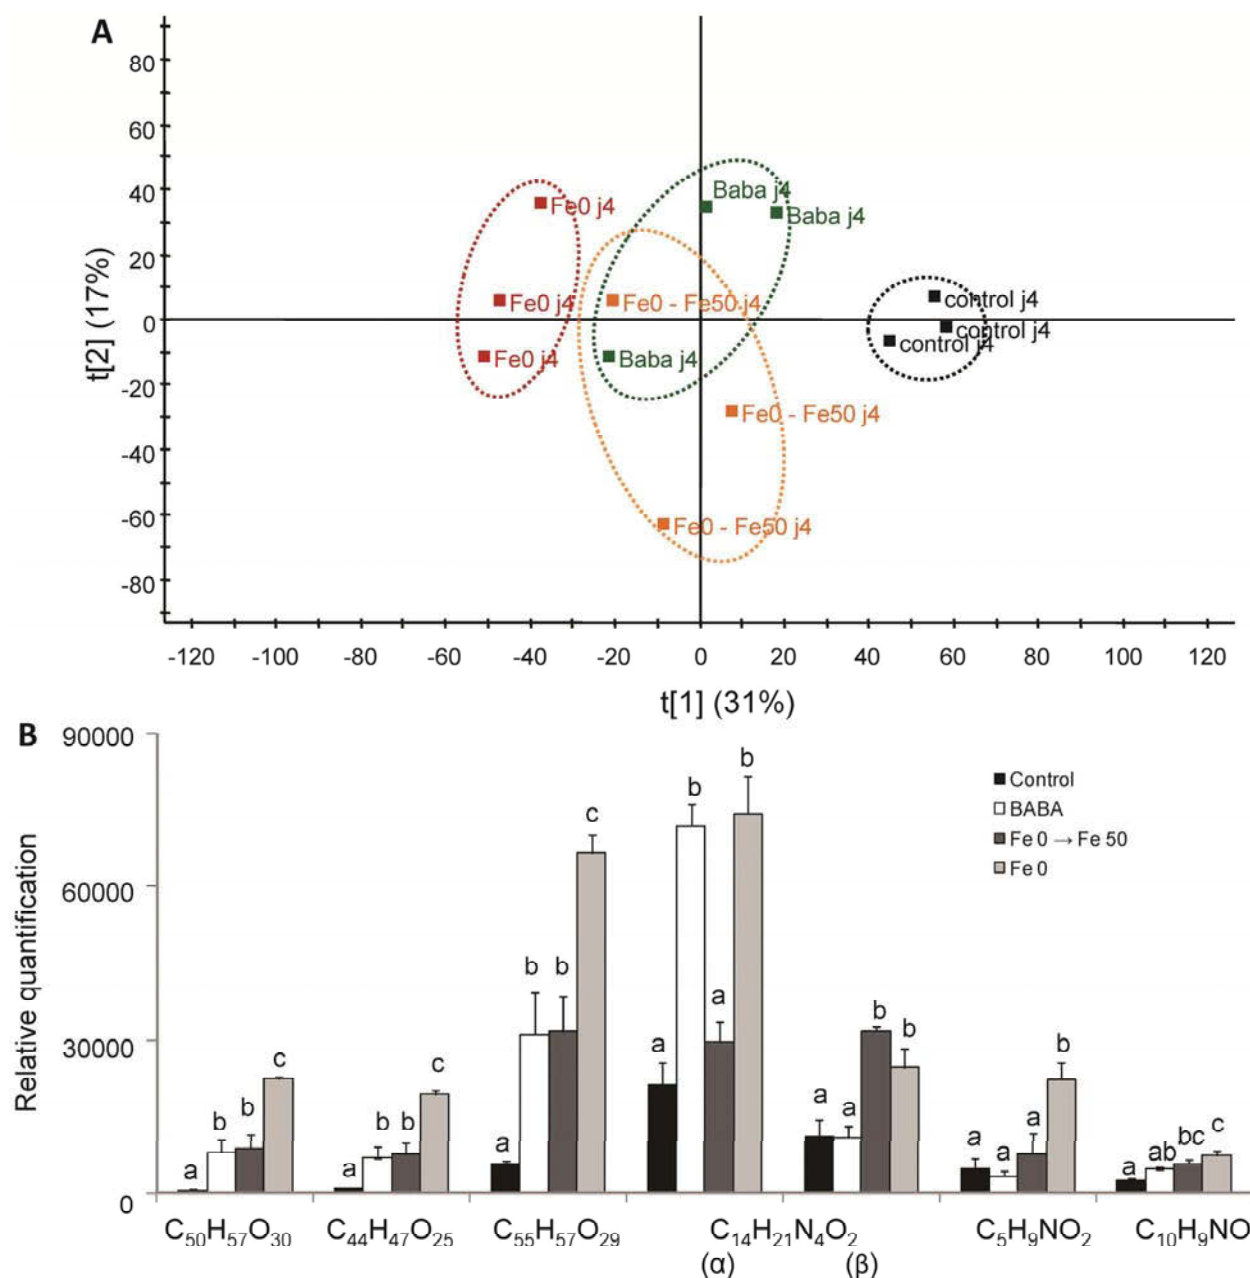 A
80
60
40
20
0
-20
-40
-60
-80
t[2] (17%)
Fe0 j4
Fe0 j4
Fe0 j4
Baba j4
Baba j4
Fe0 - Fe50 j4
Baba j4
Fe0 - Fe50 j4
Fe0 - Fe50 j4
control j4
control j4
control j4
-120 -100 -80 -60 -40 -20 0 20 40 60 80 100 120
t[1] (31%)
B
90000
60000
30000
0
Relative quantification
Control
BABA
Fe 0 → Fe 50
Fe 0
a b b c
a b b c
a b b c
a b a b
a a b b
a a a b
a ab bc c
C₅₀H₅₇O₃₀ C₄₄H₄₇O₂₅ C₅₅H₅₇O₂₉ C₁₄H₂₁N₄O₂ C₅H₉NO₂ C₁₀H₉NO
(α) (β)